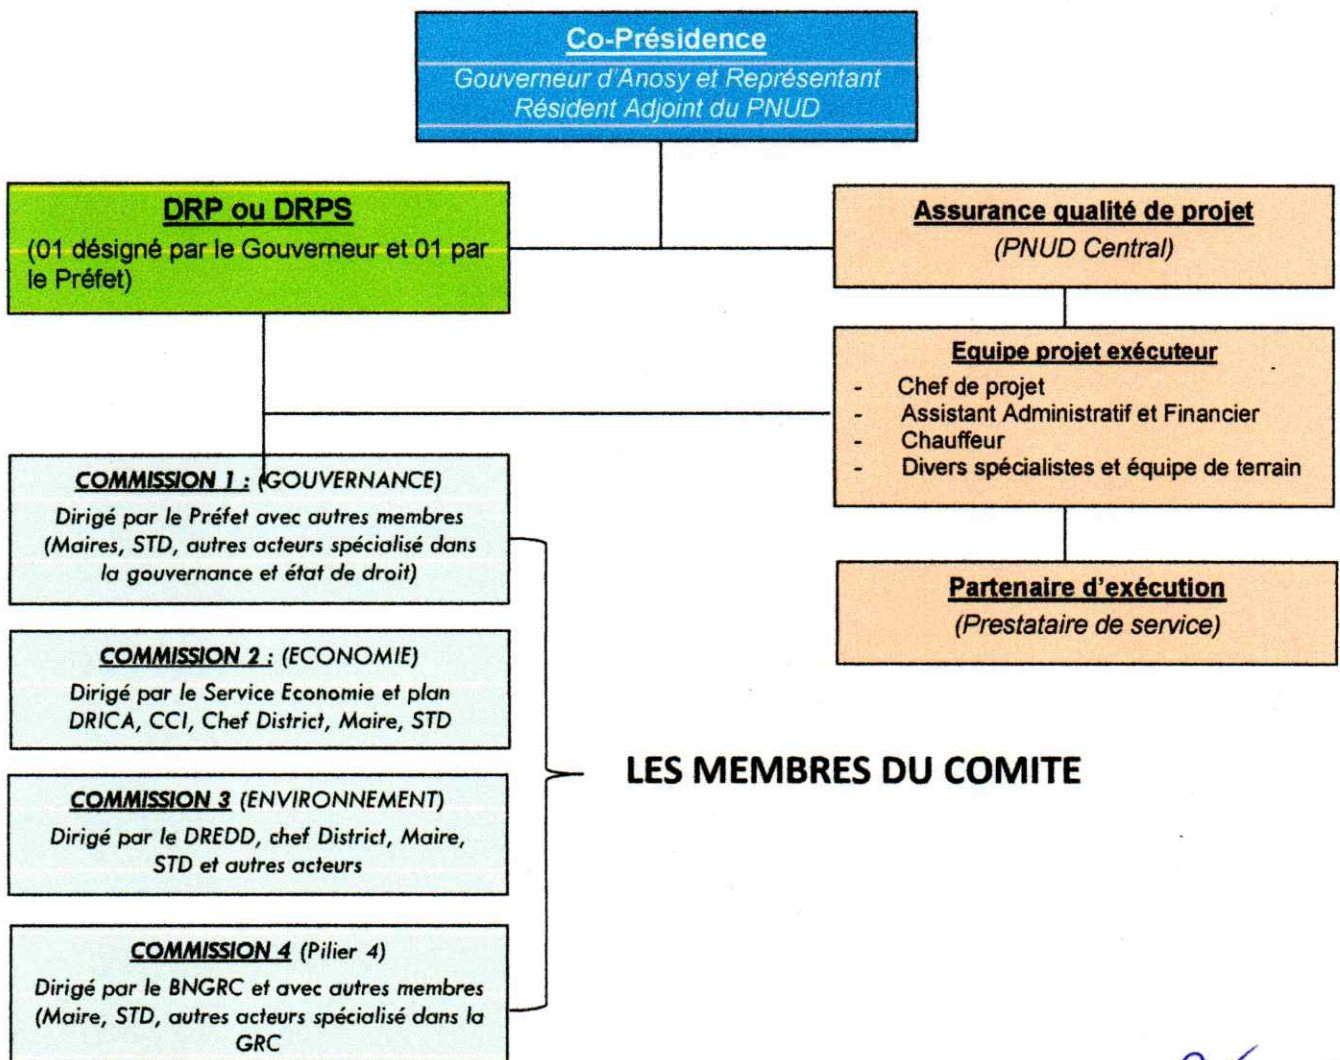 Co-Présidence
Gouverneur d'Anosy et Représentant
Résident Adjoint du PNUD
DRP ou DRPS
(01 désigné par le Gouverneur et 01 par
le Préfet)
Assurance qualité de projet
(PNUD Central)
Equipe projet exécuteur
- Chef de projet
- Assistant Administratif et Financier
- Chauffeur
- Divers spécialistes et équipe de terrain
Partenaire d'exécution
(Prestataire de service)
COMMISSION 1 : (GOUVERNANCE)
Dirigé par le Préfet avec autres membres
(Maires, STD, autres acteurs spécialisé dans
la gouvernance et état de droit)
COMMISSION 2 : (ECONOMIE)
Dirigé par le Service Economie et plan
DRICA, CCI, Chef District, Maire, STD
COMMISSION 3 (ENVIRONNEMENT)
Dirigé par le DREDD, chef District, Maire,
STD et autres acteurs
COMMISSION 4 (Pilier 4)
Dirigé par le BNGRC et avec autres membres
(Maire, STD, autres acteurs spécialisé dans la
GRC
LES MEMBRES DU COMITE